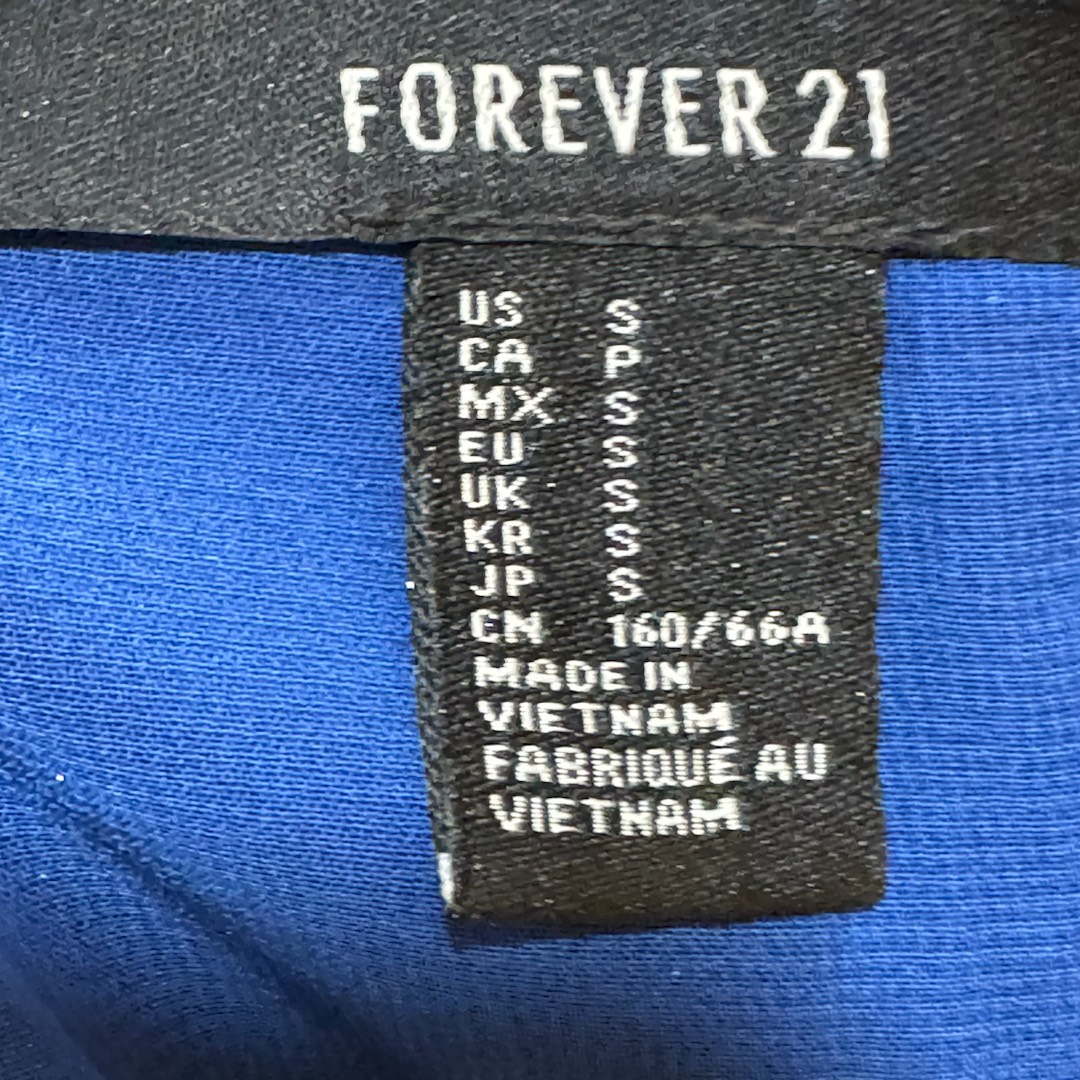 FOREVER 21
US S
CA P
MX S
EU S
UK S
KR S
JP S
CN 160/66A
MADE IN
VIETNAM
FABRIQUÉ AU
VIETNAM